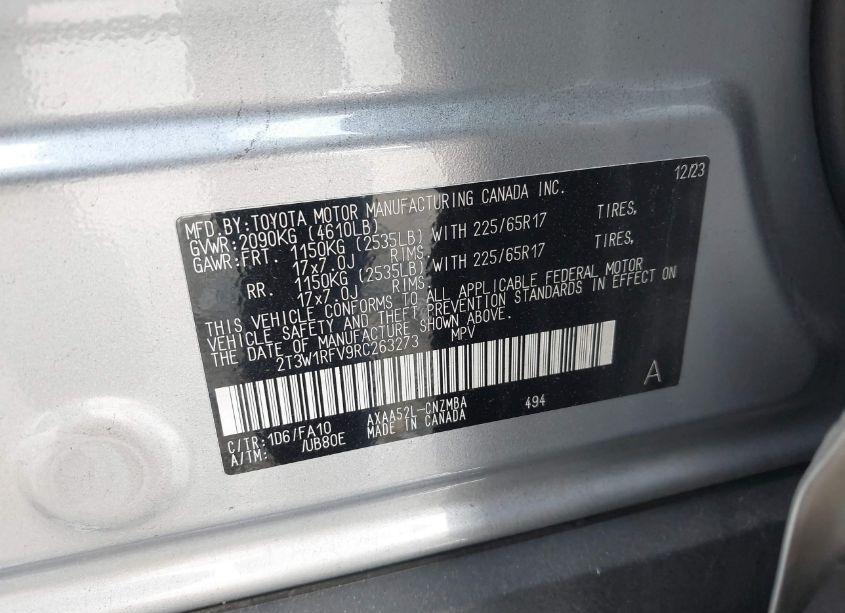 12/23
MFD.BY:TOYOTA MOTOR MANUFACTURING CANADA INC.
GVWR:2090KG (4610LB)
GAWR:FRT. 1150KG (2535LB) WITH 225/65R17 TIRES,
17x7.0J RIMS,
RR. 1150KG (2535LB) WITH 225/65R17 TIRES,
17x7.0J RIMS.
THIS VEHICLE CONFORMS TO ALL APPLICABLE FEDERAL MOTOR
VEHICLE SAFETY AND THEFT PREVENTION STANDARDS IN EFFECT ON
THE DATE OF MANUFACTURE SHOWN ABOVE.
2T3W1RFV9RC263273 MPV
A
C/TR:1D6/FA10 AXAA52L-CNZMBA 494
A/TM: /UB80E MADE IN CANADA